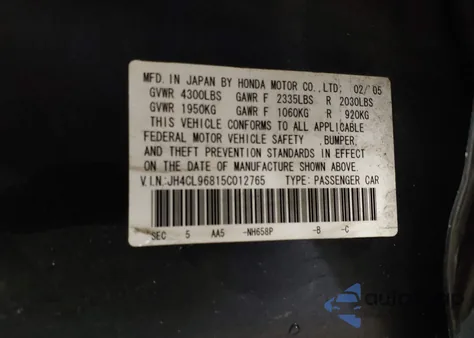 MFD. IN JAPAN BY HONDA MOTOR CO.,LTD; 02/'05
GVWR 4300LBS GAWR F 2335LBS R 2030LBS
GVWR 1950KG GAWR F 1060KG R 920KG
THIS VEHICLE CONFORMS TO ALL APPLICABLE
FEDERAL MOTOR VEHICLE SAFETY ,BUMPER,
AND THEFT PREVENTION STANDARDS IN EFFECT
ON THE DATE OF MANUFACTURE SHOWN ABOVE.
V.I.N:JH4CL96815C012765 TYPE: PASSENGER CAR
SEC 5 AA5 -NH658P -B -C